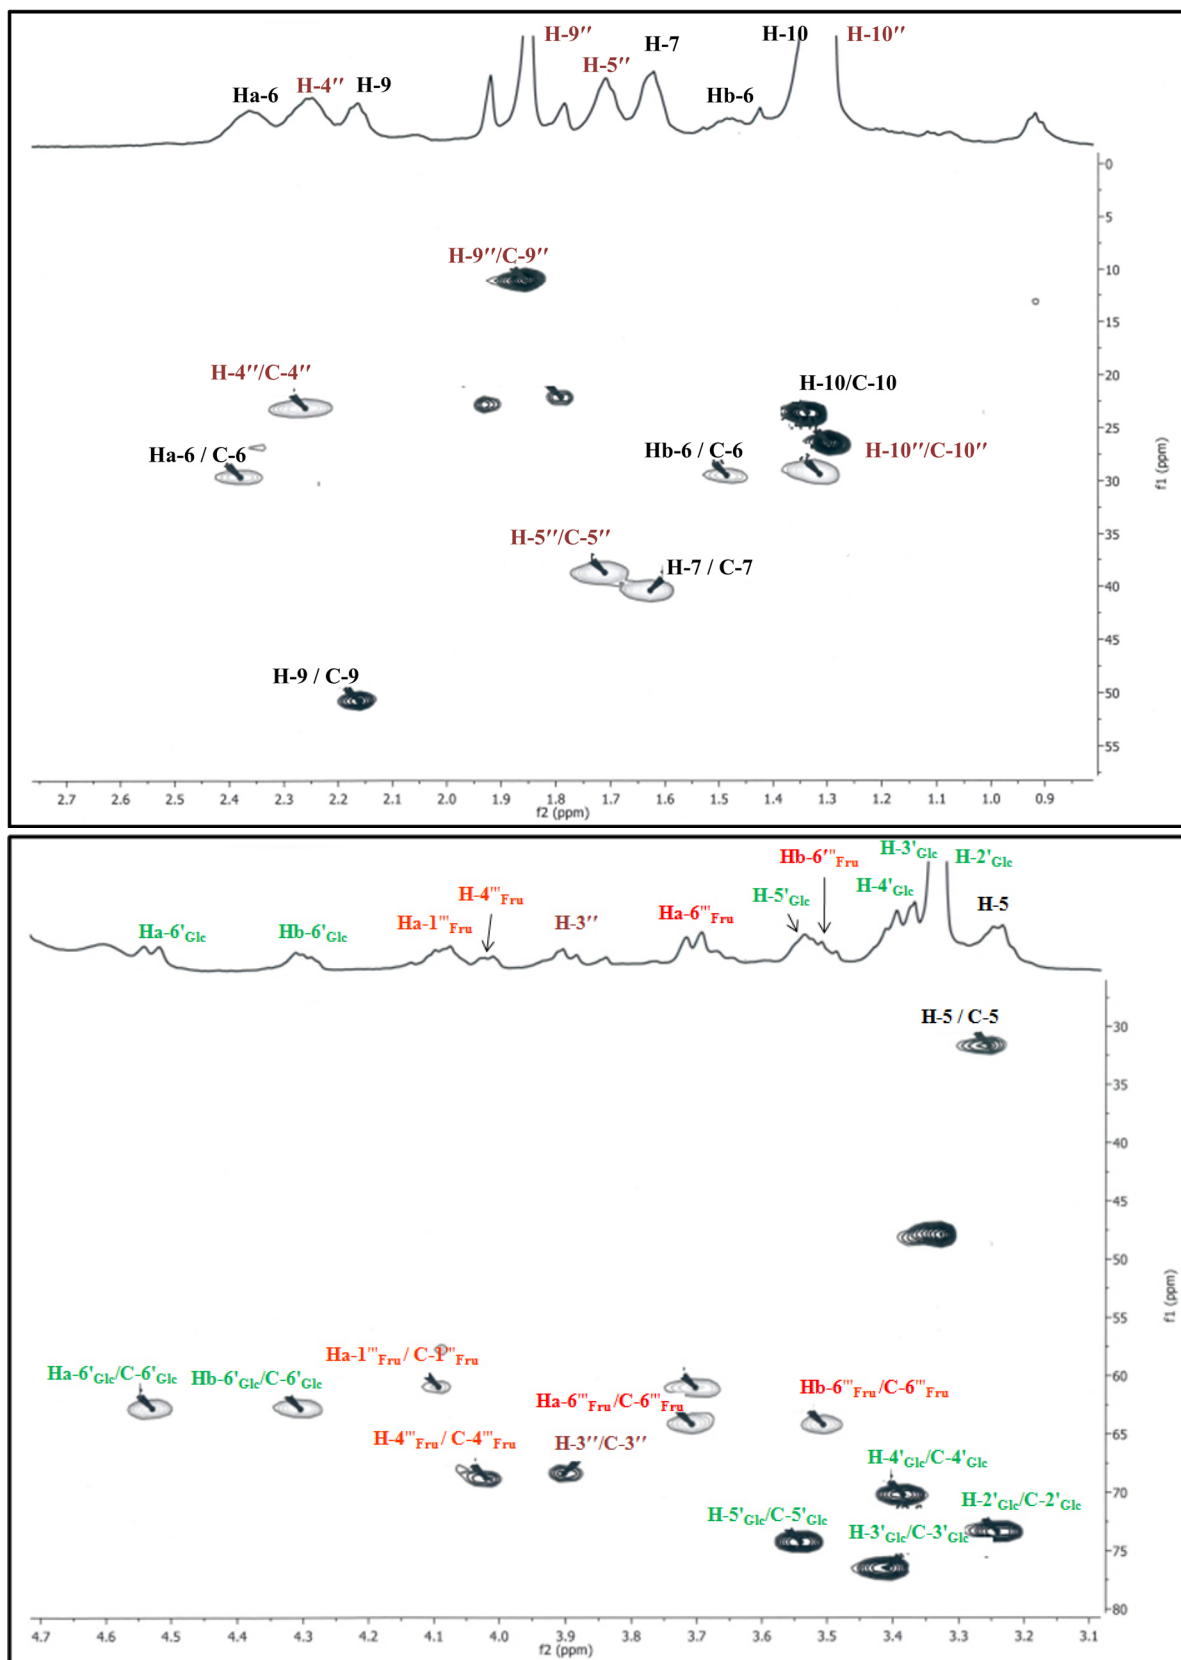 H-9″ H-10 H-10″
H-7
H-5″
Ha-6 H-4″ H-9 Hb-6
0
5
H-9″/C-9″
10
15
H-4″/C-4″ H-10/C-10
20
25
Ha-6 / C-6 Hb-6 / C-6 H-10″/C-10″
30
f1 (ppm)
35
H-5″/C-5″
H-7 / C-7
40
45
H-9 / C-9
50
55
2.7 2.6 2.5 2.4 2.3 2.2 2.1 2.0 1.9 1.8 1.7 1.6 1.5 1.4 1.3 1.2 1.1 1.0 0.9
f2 (ppm)
H-3'Glc H-2'Glc
Hb-6‴Fru
H-4'Glc
H-4‴Fru H-5'Glc H-5
Ha-6'Glc Hb-6'Glc Ha-1‴Fru H-3″ Ha-6‴Fru
H-5 / C-5
30
35
40
45
50
f1 (ppm)
55
Ha-1‴Fru / C-1‴Fru
60
Ha-6'Glc/C-6'Glc Hb-6'Glc/C-6'Glc Ha-6‴Fru/C-6‴Fru Hb-6‴Fru/C-6‴Fru
65
H-4‴Fru / C-4‴Fru H-3″/C-3″
H-4'Glc/C-4'Glc
70
H-5'Glc/C-5'Glc H-2'Glc/C-2'Glc
H-3'Glc/C-3'Glc
75
80
4.7 4.6 4.5 4.4 4.3 4.2 4.1 4.0 3.9 3.8 3.7 3.6 3.5 3.4 3.3 3.2 3.1
f2 (ppm)